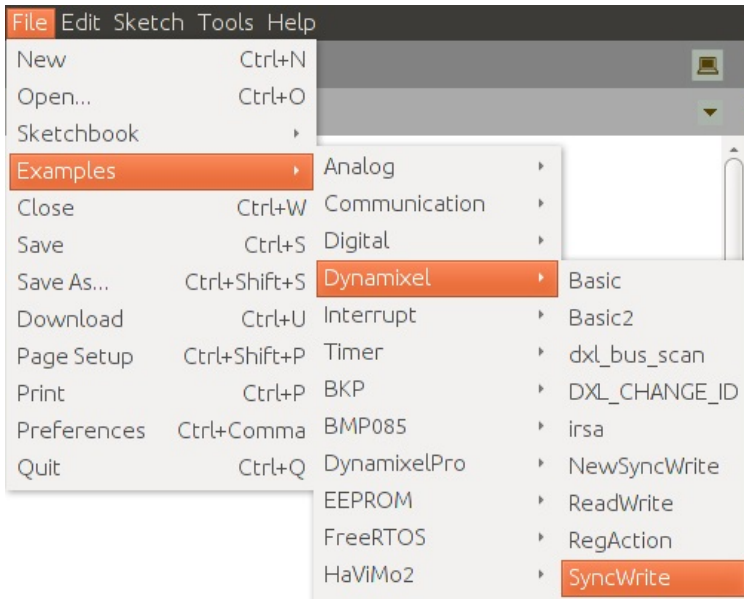 File Edit Sketch Tools Help
New Ctrl+N
Open... Ctrl+O
Sketchbook
Examples
Close Ctrl+W
Save Ctrl+S
Save As... Ctrl+Shift+S
Download Ctrl+U
Page Setup Ctrl+Shift+P
Print Ctrl+P
Preferences Ctrl+Comma
Quit Ctrl+Q
Analog
Communication
Digital
Dynamixel
Interrupt
Timer
BKP
BMP085
DynamixelPro
EEPROM
FreeRTOS
HaViMo2
Basic
Basic2
dxl_bus_scan
DXL_CHANGE_ID
irsa
NewSyncWrite
ReadWrite
RegAction
SyncWrite